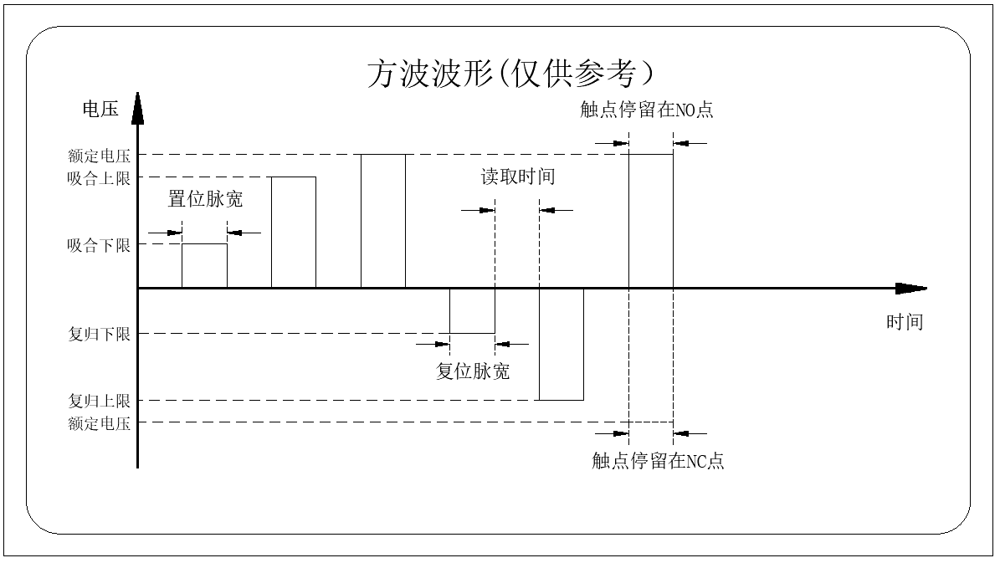 方波波形(仅供参考）
电压
触点停留在NO点
额定电压
吸合上限
读取时间
置位脉宽
吸合下限
时间
复归下限
复位脉宽
复归上限
额定电压
触点停留在NC点